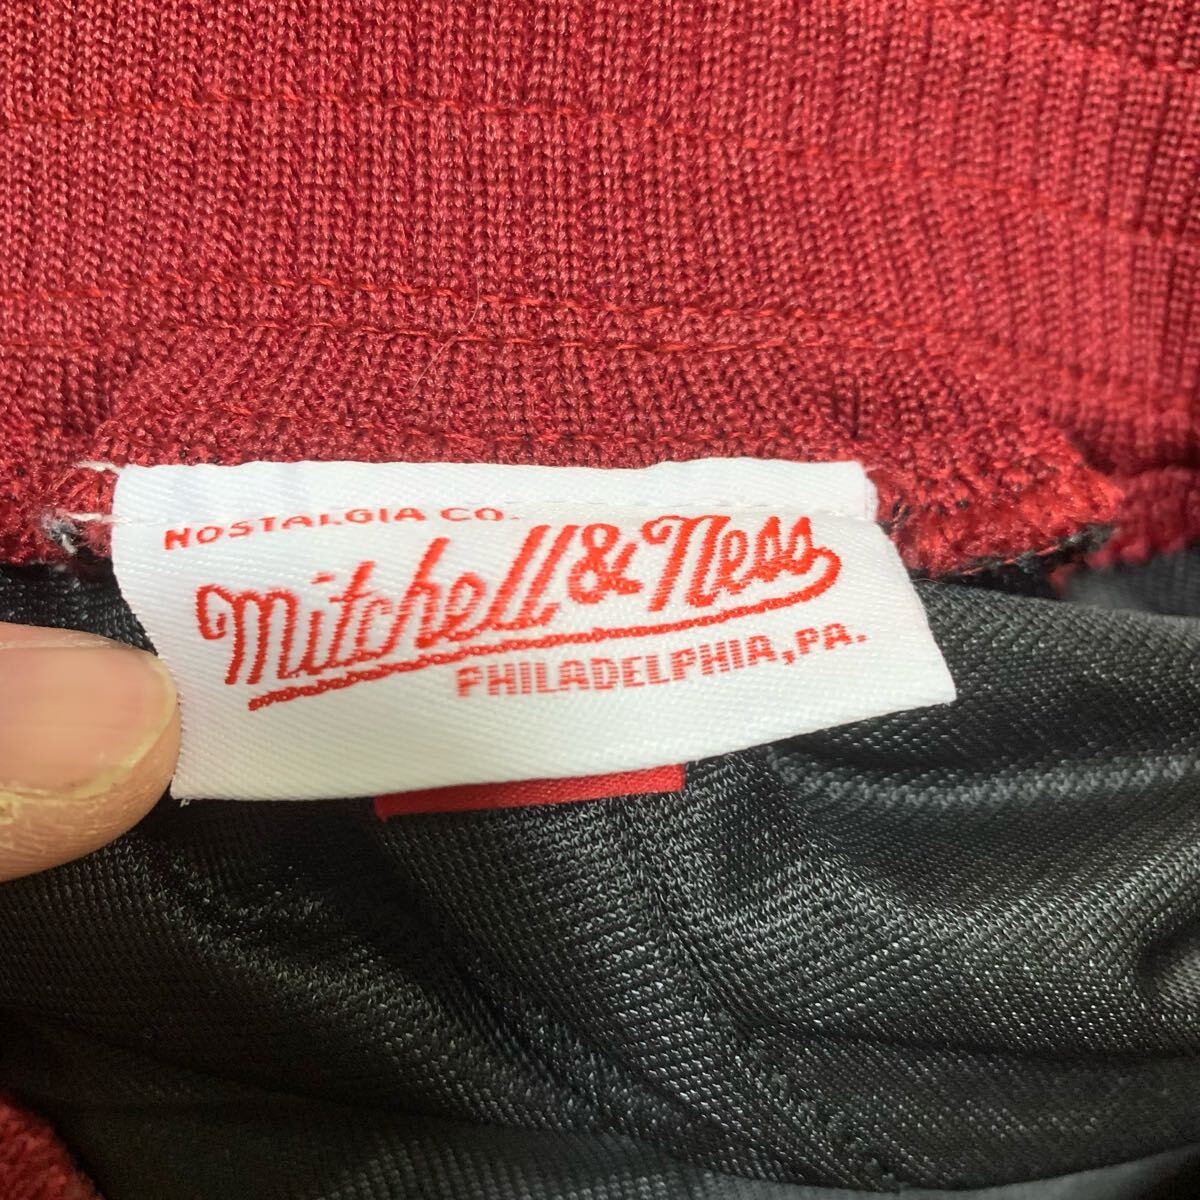 NOSTALGIA CO.
Mitchell & Ness
PHILADELPHIA, PA.